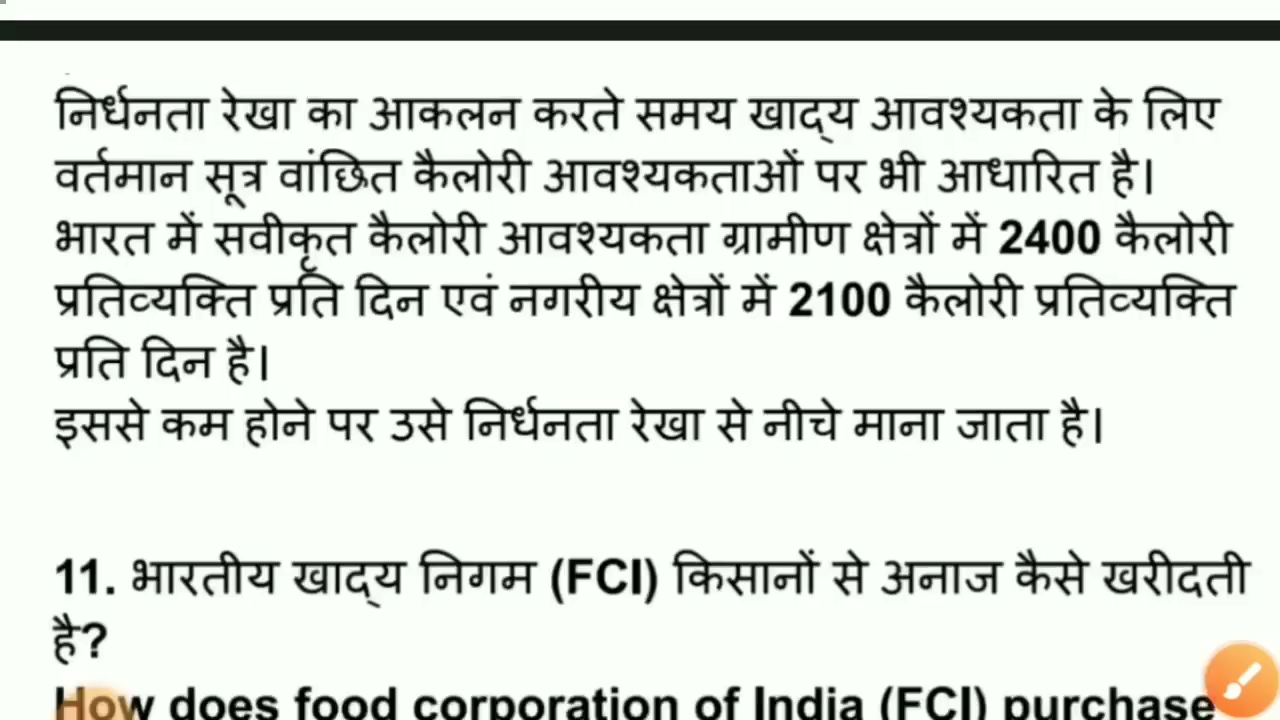 निर्धनता रेखा का आकलन करते समय खाद्य आवश्यकता के लिए
वर्तमान सूत्र वांछित कैलोरी आवश्यकताओं पर भी आधारित है।
भारत में सवीकृत कैलोरी आवश्यकता ग्रामीण क्षेत्रों में 2400 कैलोरी
प्रतिव्यक्ति प्रति दिन एवं नगरीय क्षेत्रों में 2100 कैलोरी प्रतिव्यक्ति
प्रति दिन है।
इससे कम होने पर उसे निर्धनता रेखा से नीचे माना जाता है।
11. भारतीय खाद्य निगम (FCI) किसानों से अनाज कैसे खरीदती
है?
How does food corporation of India (FCI) purchase